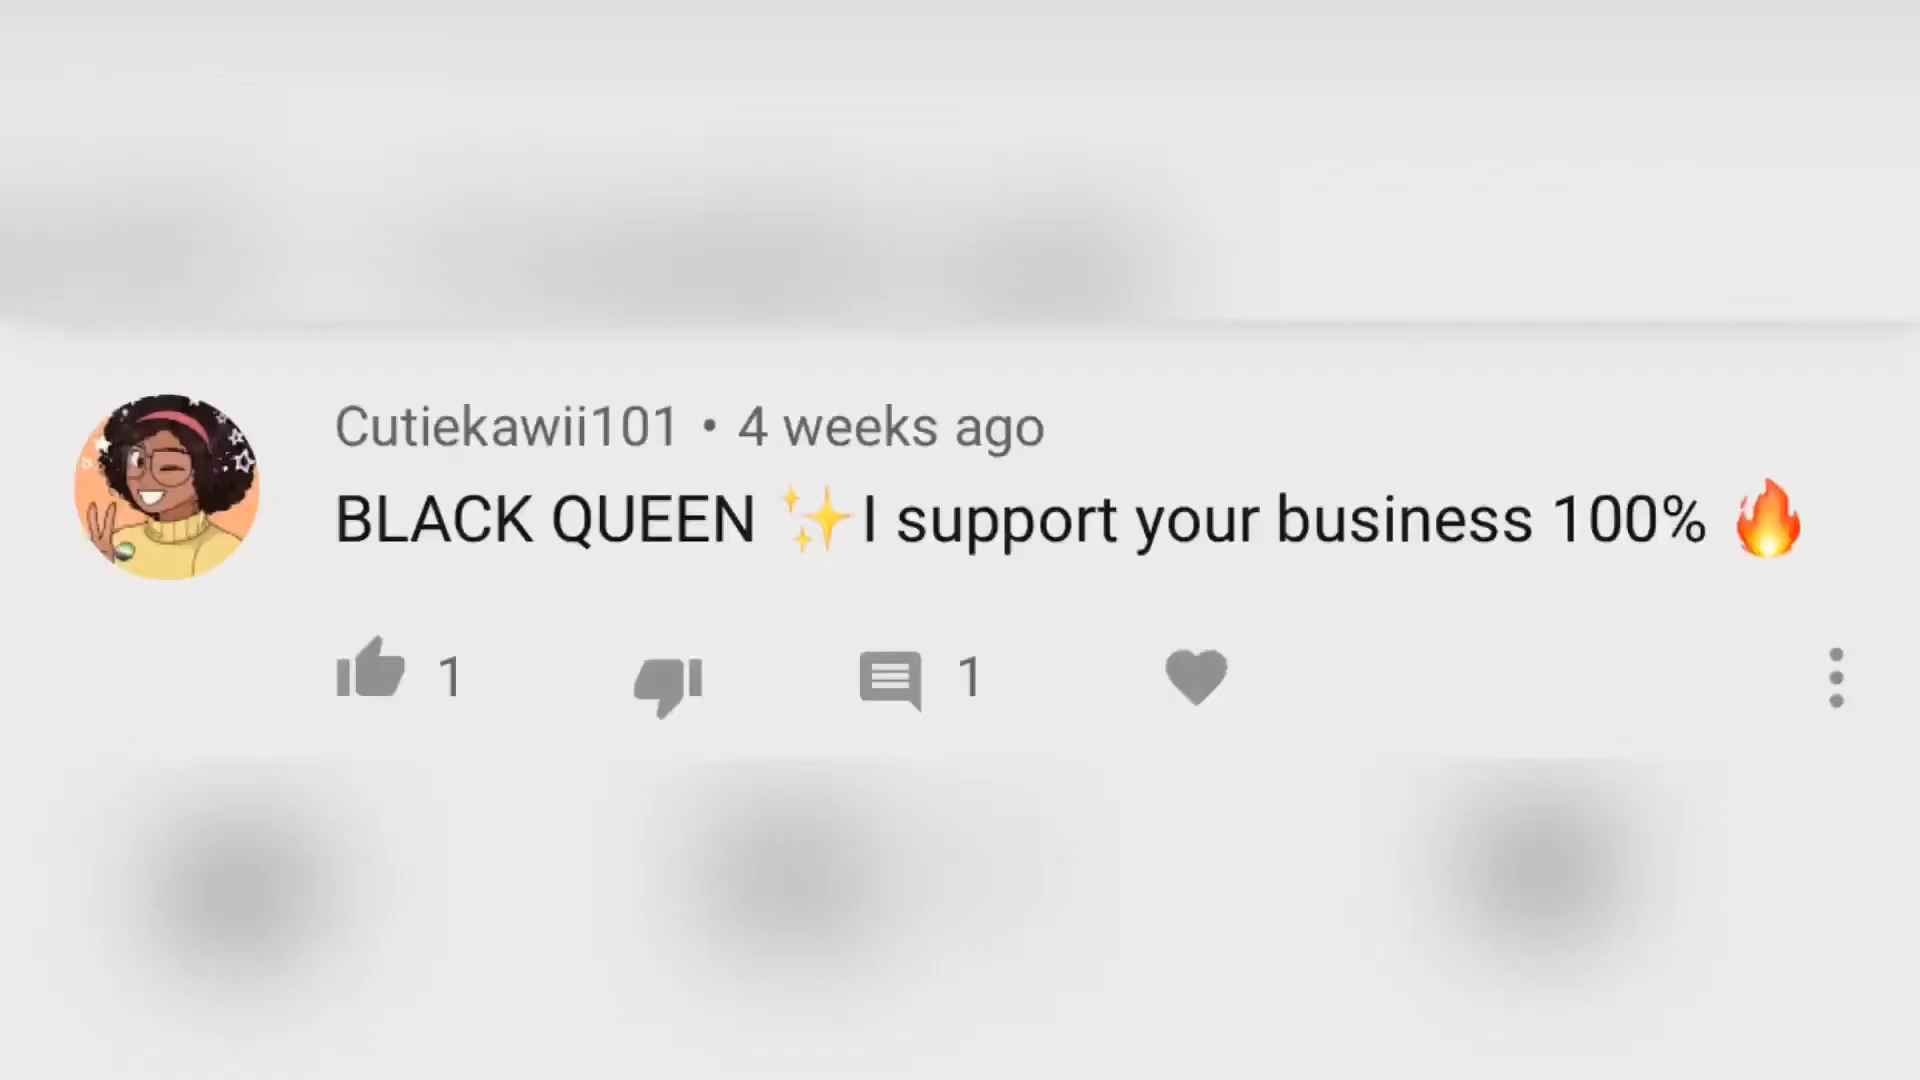 Cutiekawii101 • 4 weeks ago
BLACK QUEEN ✨ I support your business 100% 🔥
1 1